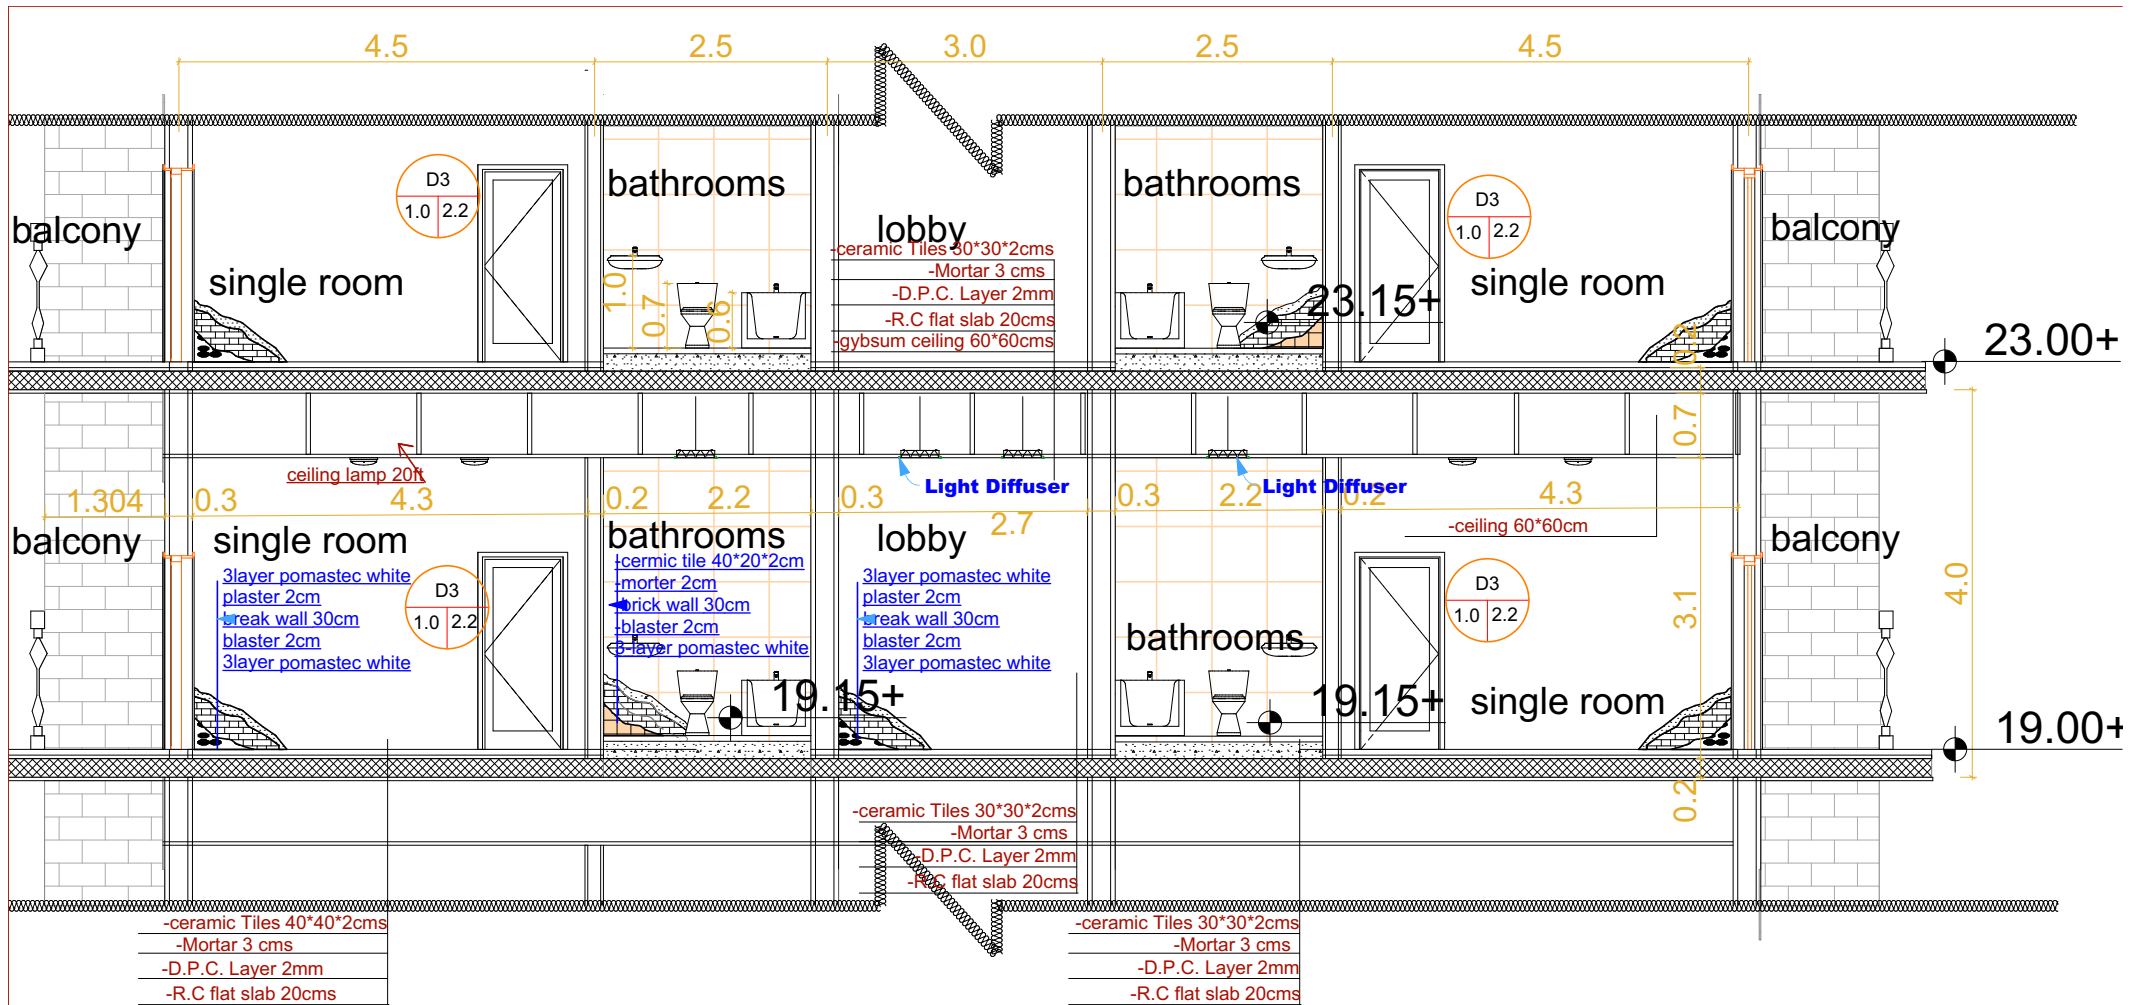 4.5
2.5
3.0
2.5
4.5
D3
1.0 2.2
bathrooms
bathrooms
D3
1.0 2.2
balcony
lobby
balcony
single room
single room
-ceramic Tiles 30*30*2cms
-Mortar 3 cms
-D.P.C. Layer 2mm
-R.C flat slab 20cms
-gybsum ceiling 60*60cms
1.0
0.7
0.6
23.15+
0.2
23.00+
0.7
ceiling lamp 20ft
Light Diffuser
Light Diffuser
1.304
0.3
4.3
0.2
2.2
0.3
2.7
0.3
2.2
0.2
4.3
-ceiling 60*60cm
balcony
single room
bathrooms
lobby
balcony
3layer pomastec white
plaster 2cm
break wall 30cm
blaster 2cm
3layer pomastec white
D3
1.0 2.2
-cermic tile 40*20*2cm
-morter 2cm
-brick wall 30cm
-blaster 2cm
3-layer pomastec white
3layer pomastec white
plaster 2cm
break wall 30cm
blaster 2cm
3layer pomastec white
D3
1.0 2.2
bathrooms
3.1
4.0
19.15+
19.15+
single room
19.00+
0.2
-ceramic Tiles 30*30*2cms
-Mortar 3 cms
-D.P.C. Layer 2mm
-R.C flat slab 20cms
-ceramic Tiles 40*40*2cms
-Mortar 3 cms
-D.P.C. Layer 2mm
-R.C flat slab 20cms
-ceramic Tiles 30*30*2cms
-Mortar 3 cms
-D.P.C. Layer 2mm
-R.C flat slab 20cms